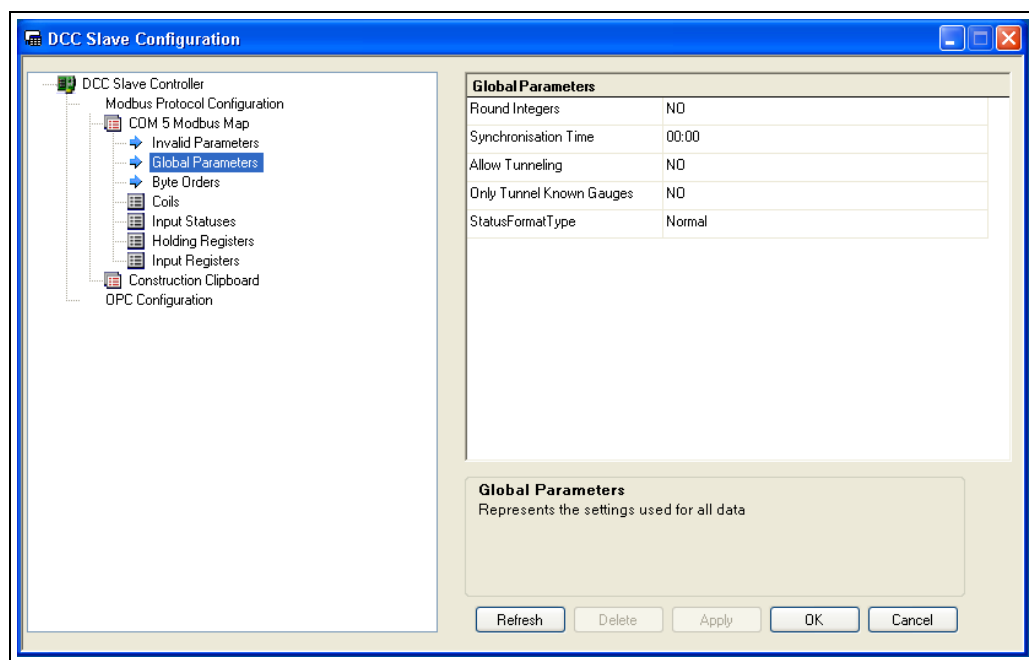 DCC Slave Configuration
DCC Slave Controller
Modbus Protocol Configuration
COM 5 Modbus Map
Invalid Parameters
Global Parameters
Byte Orders
Coils
Input Statuses
Holding Registers
Input Registers
Construction Clipboard
OPC Configuration
Global Parameters
Round Integers NO
Synchronisation Time 00:00
Allow Tunneling NO
Only Tunnel Known Gauges NO
StatusFormatType Normal
Global Parameters
Represents the settings used for all data
Refresh Delete Apply OK Cancel